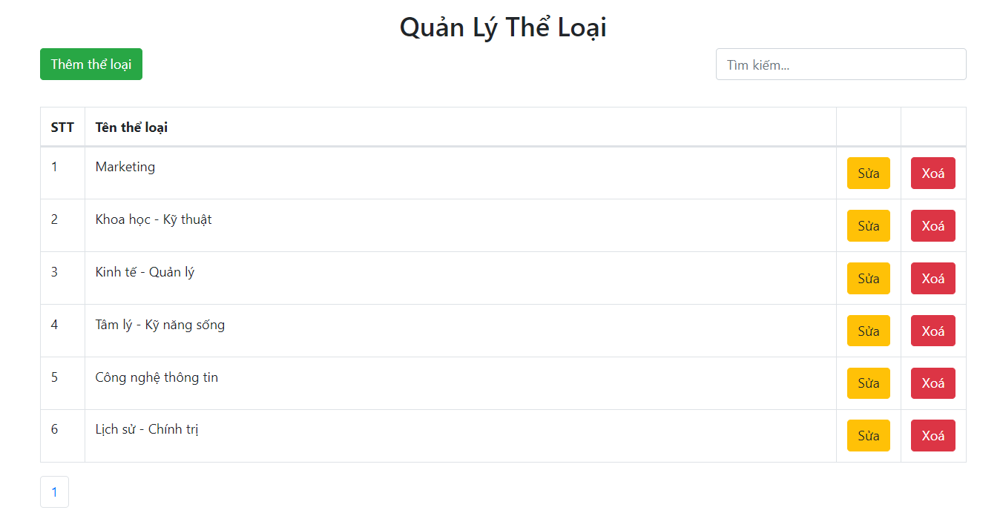 Quản Lý Thể Loại
Thêm thể loại
Tìm kiếm...
STT Tên thể loại
1 Marketing Sửa Xoá
2 Khoa học - Kỹ thuật Sửa Xoá
3 Kinh tế - Quản lý Sửa Xoá
4 Tâm lý - Kỹ năng sống Sửa Xoá
5 Công nghệ thông tin Sửa Xoá
6 Lịch sử - Chính trị Sửa Xoá
1